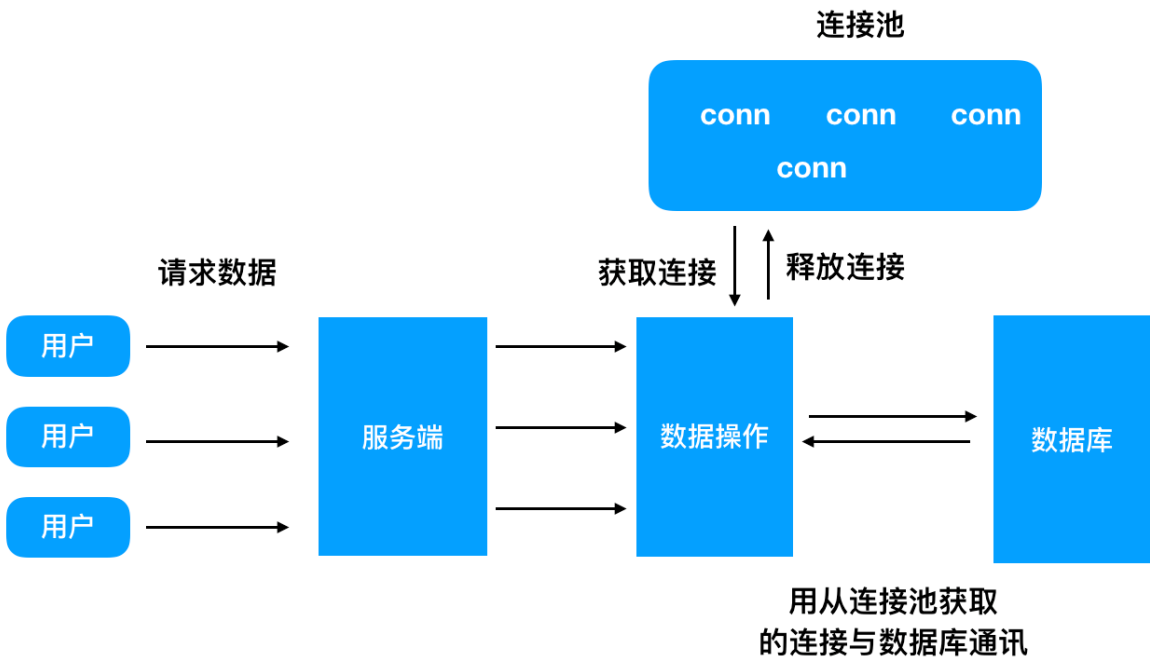 连接池
conn conn conn
conn
请求数据
获取连接
释放连接
用户
用户
用户
服务端
数据操作
数据库
用从连接池获取
的连接与数据库通讯